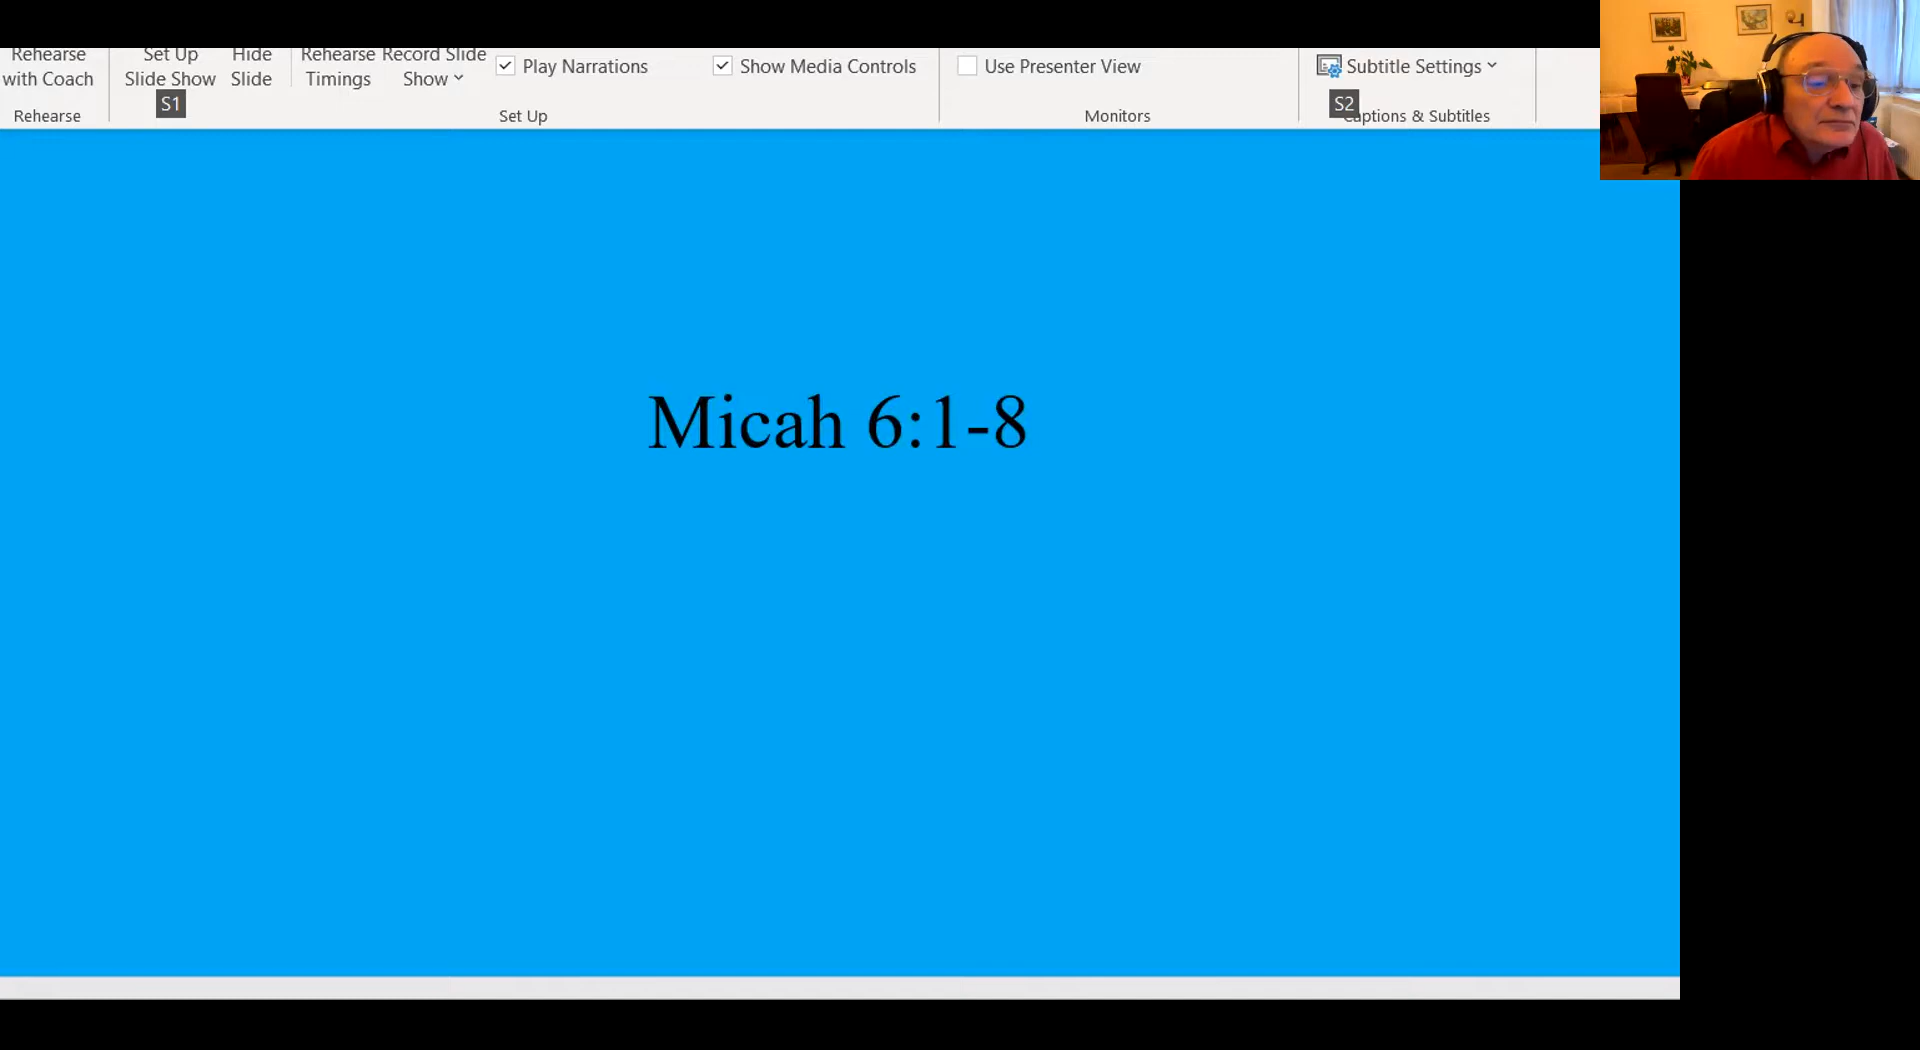 Rehearse
with Coach
Rehearse
Set Up
Slide Show
S1
Hide
Slide
Rehearse
Timings
Record Slide
Show
Play Narrations
Show Media Controls
Set Up
Use Presenter View
Monitors
Subtitle Settings
S2
Captions & Subtitles
Micah 6:1-8